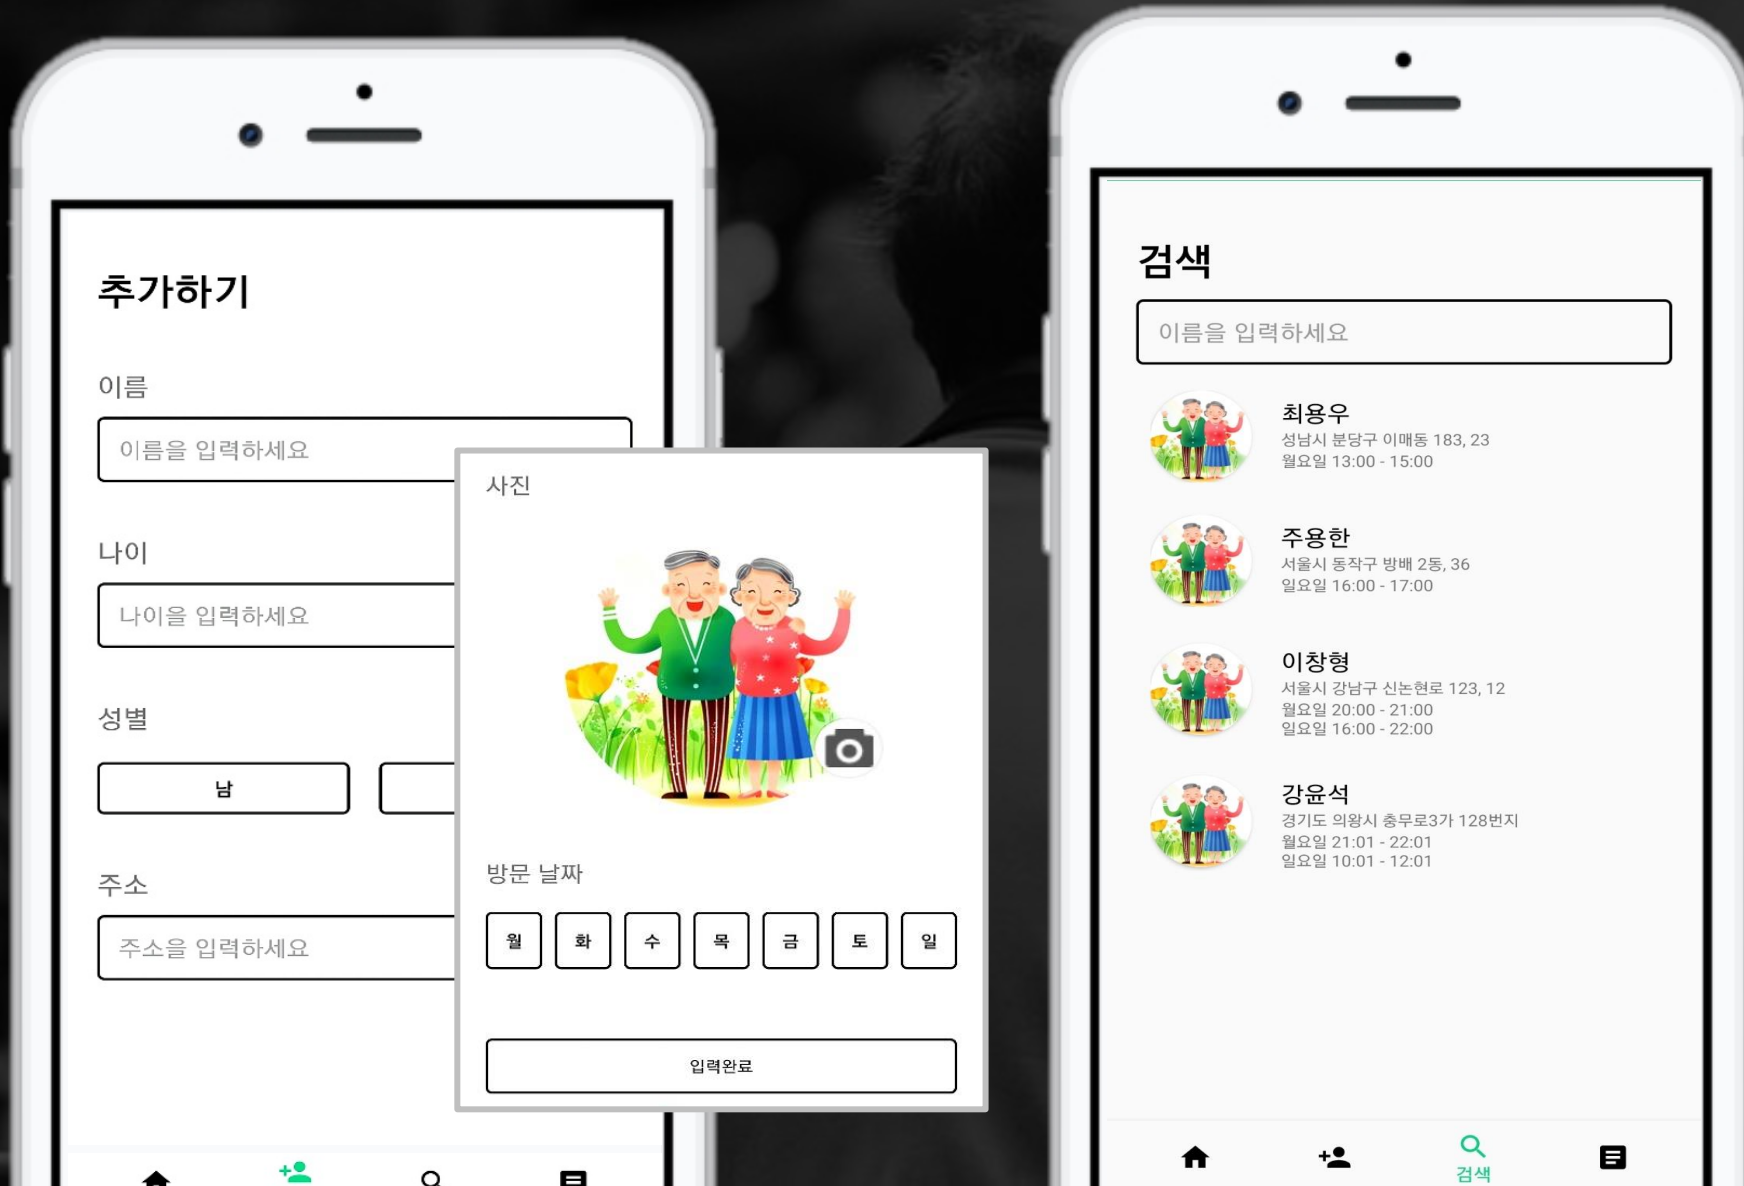 추가하기
이름
이름을 입력하세요
나이
나이을 입력하세요
성별
남
주소
주소을 입력하세요
사진
방문 날짜
월 화 수 목 금 토 일
입력완료
검색
이름을 입력하세요
최용우
성남시 분당구 이매동 183, 23
월요일 13:00 - 15:00
주용한
서울시 동작구 방배 2동, 36
일요일 16:00 - 17:00
이창형
서울시 강남구 신논현로 123, 12
월요일 20:00 - 21:00
일요일 16:00 - 22:00
강윤석
경기도 의왕시 충무로3가 128번지
월요일 21:01 - 22:01
일요일 10:01 - 12:01
검색